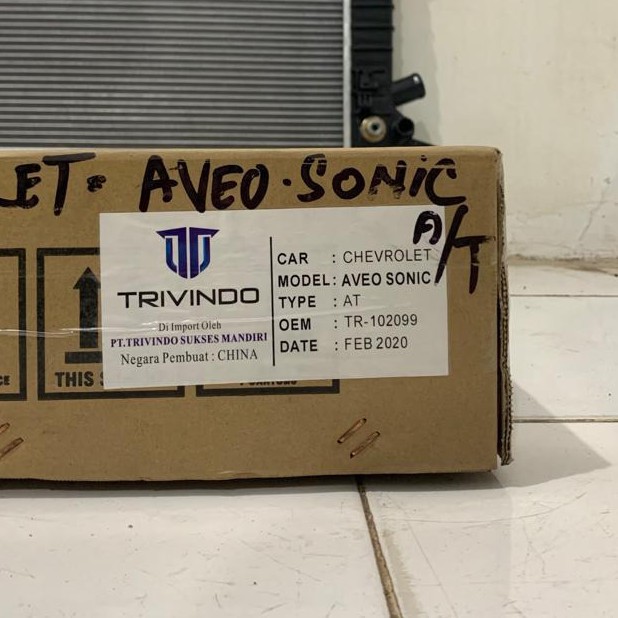 LET. AVEO.SONIC
A/T
TRIVINDO
Di Import Oleh
PT.TRIVINDO SUKSES MANDIRI
Negara Pembuat : CHINA
CAR : CHEVROLET
MODEL : AVEO SONIC
TYPE : AT
OEM : TR-102099
DATE : FEB 2020
THIS